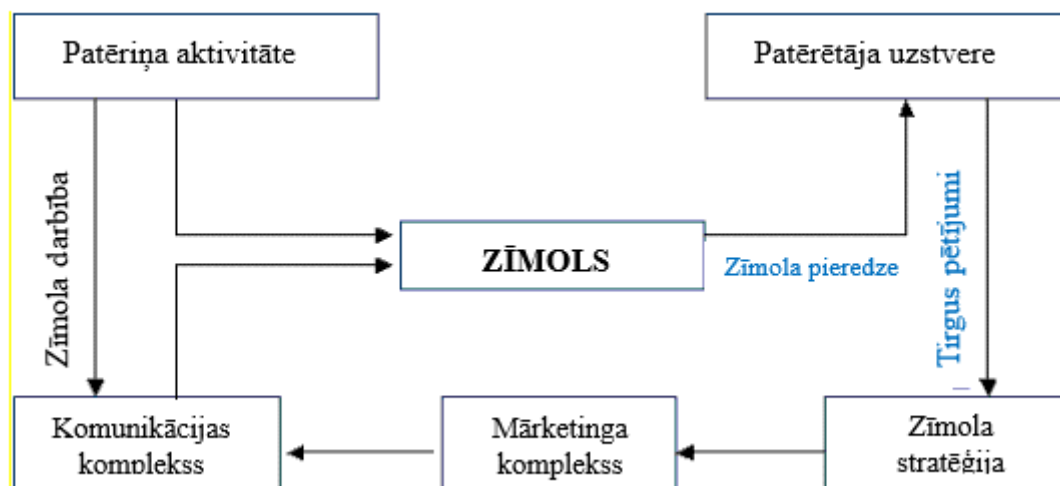 Patēriņa aktivitāte
Patērētāja uzstvere
Zīmola darbība
ZĪMOLS
Zīmola pieredze
Tirgus pētījumi
Komunikācijas
komplekss
Mārketinga
komplekss
Zīmola
stratēģija